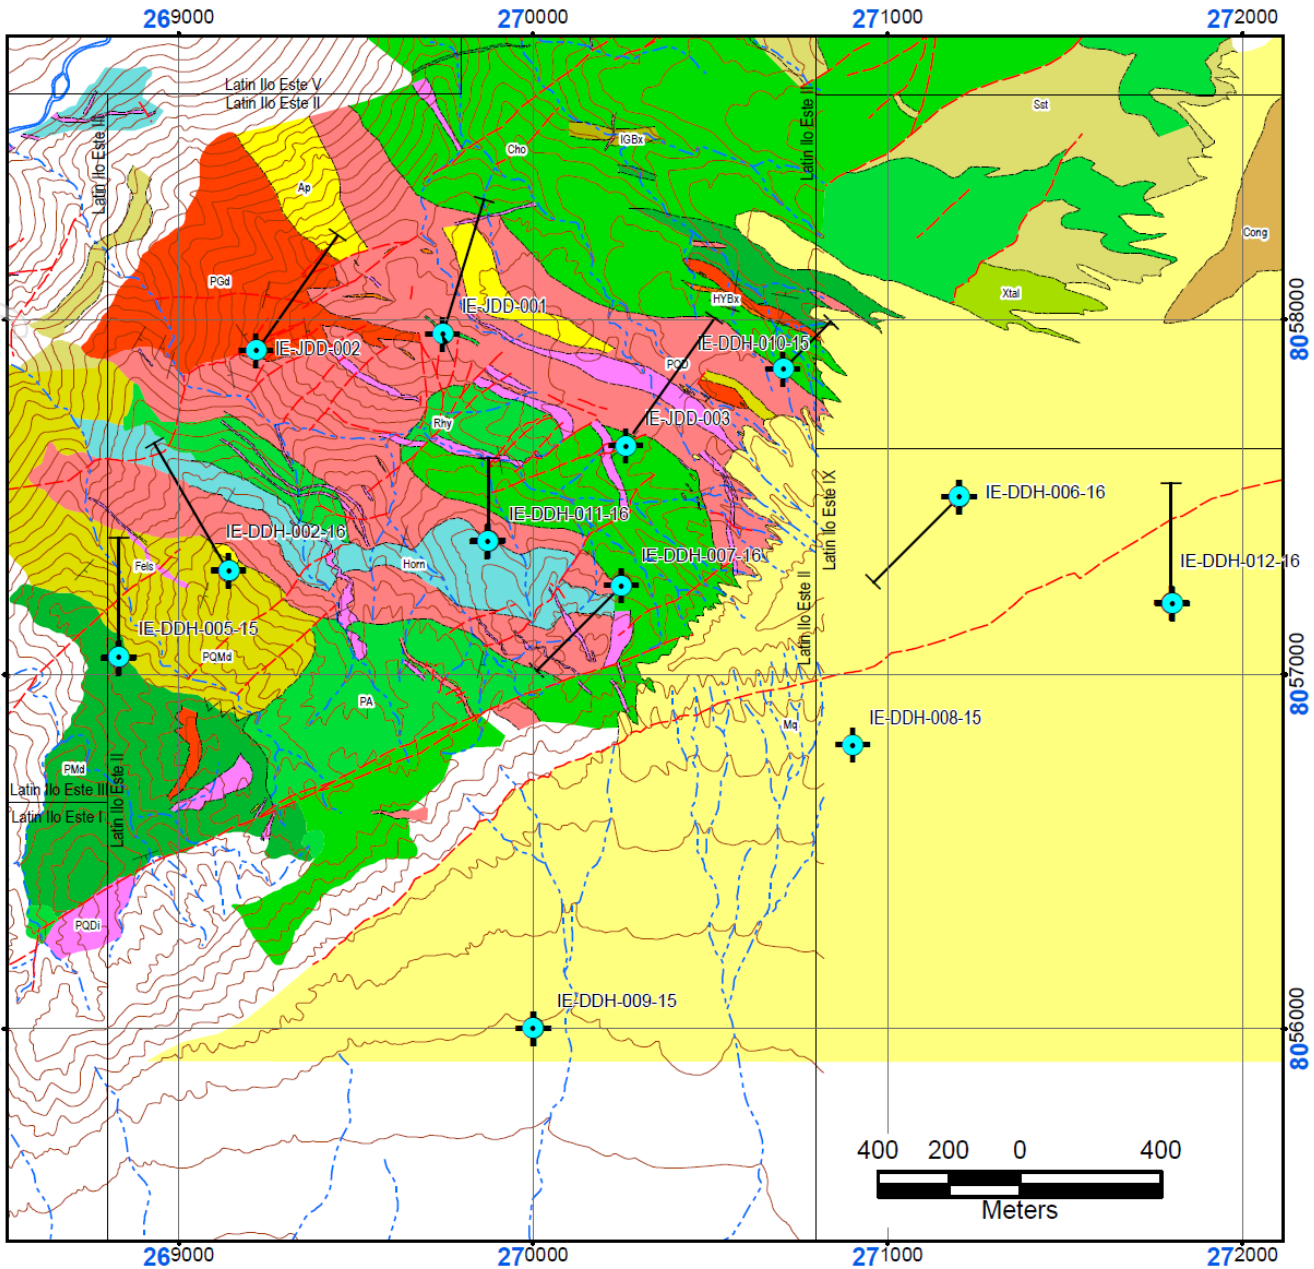 269000
270000
271000
272000
Latin Ilo Este V
Latin Ilo Este II
Latin Ilo Este III
Latin Ilo Este II
Sst
IGBx
Cho
Ap
Cong
PGd
Xtal
HYBx
IE-JDD-001
8058000
IE-DDH-010-15
IE-JDD-002
PQD
IE-JDD-003
Rhy
Latin Ilo Este IX
Latin Ilo Este II
IE-DDH-006-16
IE-DDH-011-16
IE-DDH-002-16
IE-DDH-007-16
IE-DDH-012-16
Horn
Fels
IE-DDH-005-15
PQMd
8057000
PA
IE-DDH-008-15
Mq
PMd
Latin Ilo Este II
Latin Ilo Este III
Latin Ilo Este I
PQDi
IE-DDH-009-15
8056000
400 200 0 400
Meters
269000
270000
271000
272000